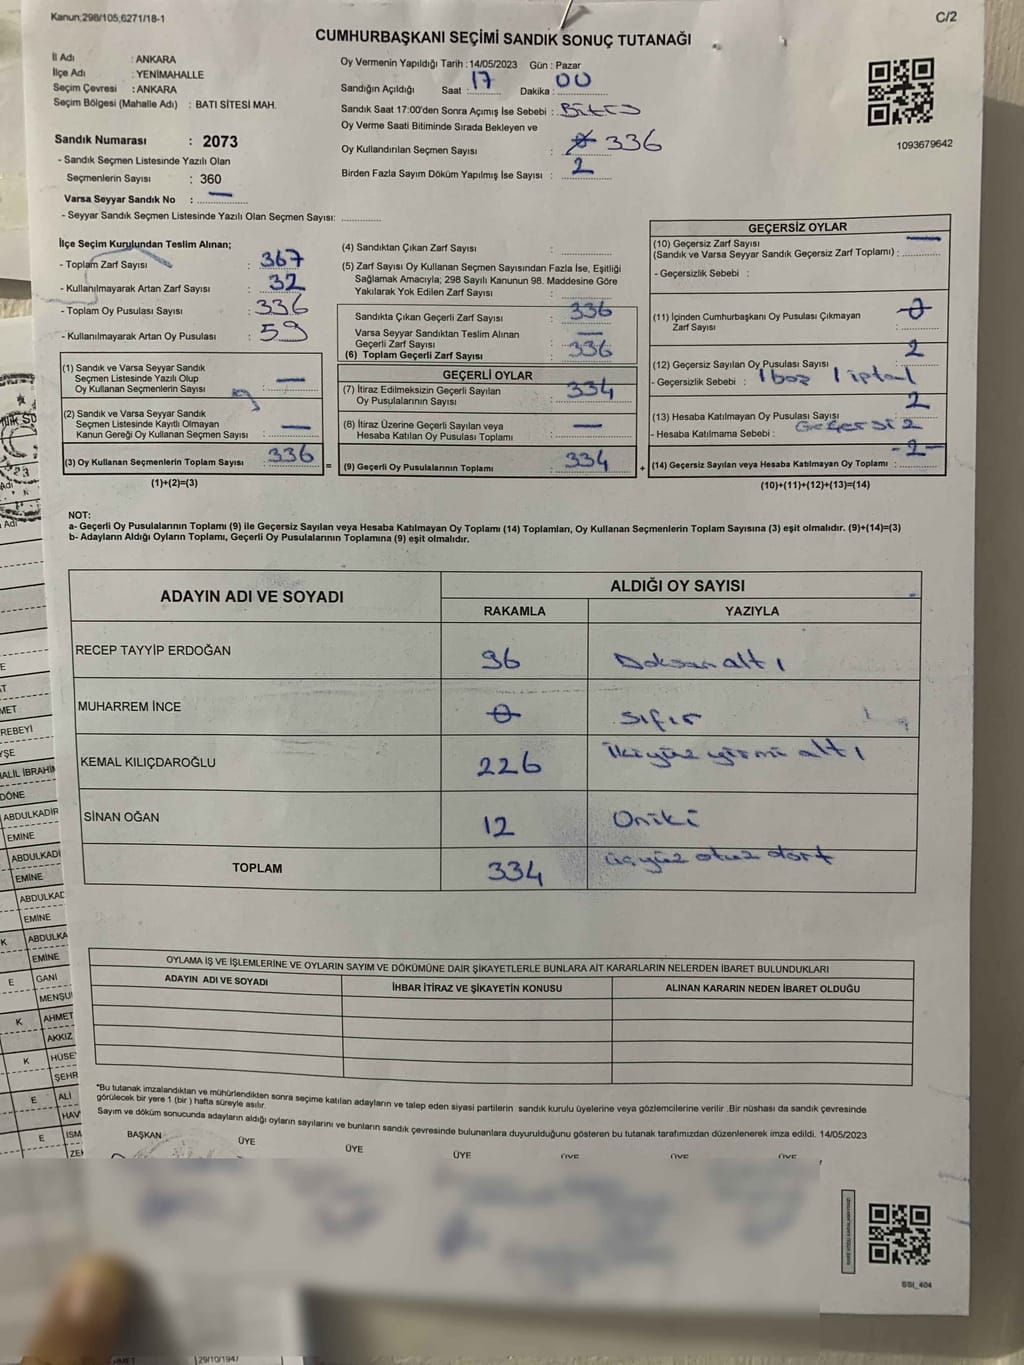 Kanun;298/105,6271/18-1
C/2
CUMHURBAŞKANI SEÇİMİ SANDIK SONUÇ TUTANAĞI
İl Adı : ANKARA
İlçe Adı : YENİMAHALLE
Seçim Çevresi : ANKARA
Seçim Bölgesi (Mahalle Adı) : BATI SİTESİ MAH.
Oy Vermenin Yapıldığı Tarih :14/05/2023 Gün : Pazar
Sandığın Açıldığı Saat : 17 Dakika : 00
Sandık Saat 17:00'den Sonra Açımış İse Sebebi :
Oy Verme Saati Bitiminde Sırada Bekleyen ve
Oy Kullandırılan Seçmen Sayısı : 336
Birden Fazla Sayım Döküm Yapılmış İse Sayısı : 2
1093679642
Sandık Numarası : 2073
- Sandık Seçmen Listesinde Yazılı Olan
Seçmenlerin Sayısı : 360
Varsa Seyyar Sandık No : —
- Seyyar Sandık Seçmen Listesinde Yazılı Olan Seçmen Sayısı:
İlçe Seçim Kurulundan Teslim Alınan;
- Toplam Zarf Sayısı : 367
- Kullanılmayarak Artan Zarf Sayısı : 32
- Toplam Oy Pusulası Sayısı : 336
- Kullanılmayarak Artan Oy Pusulası : 59
(1) Sandık ve Varsa Seyyar Sandık
Seçmen Listesinde Yazılı Olup
Oy Kullanan Seçmenlerin Sayısı : —
(2) Sandık ve Varsa Seyyar Sandık
Seçmen Listesinde Kayıtlı Olmayan
Kanun Gereği Oy Kullanan Seçmen Sayısı : —
(3) Oy Kullanan Seçmenlerin Toplam Sayısı : 336
(1)+(2)=(3)
(4) Sandıktan Çıkan Zarf Sayısı :
(5) Zarf Sayısı Oy Kullanan Seçmen Sayısından Fazla İse, Eşitliği
Sağlamak Amacıyla; 298 Sayılı Kanunun 98. Maddesine Göre
Yakılarak Yok Edilen Zarf Sayısı :
Sandıkta Çıkan Geçerli Zarf Sayısı : 336
Varsa Seyyar Sandıktan Teslim Alınan
Geçerli Zarf Sayısı : —
(6) Toplam Geçerli Zarf Sayısı : 336
GEÇERLİ OYLAR
(7) İtiraz Edilmeksizin Geçerli Sayılan
Oy Pusulalarının Sayısı : 334
(8) İtiraz Üzerine Geçerli Sayılan veya
Hesaba Katılan Oy Pusulası Toplamı : —
= (9) Geçerli Oy Pusulalarının Toplamı : 334
GEÇERSİZ OYLAR
(10) Geçersiz Zarf Sayısı —
(Sandık ve Varsa Seyyar Sandık Geçersiz Zarf Toplamı) :
- Geçersizlik Sebebi :
(11) İçinden Cumhurbaşkanı Oy Pusulası Çıkmayan
Zarf Sayısı : 0
(12) Geçersiz Sayılan Oy Pusulası Sayısı : 2
- Geçersizlik Sebebi : 1 boz 1 iptal
(13) Hesaba Katılmayan Oy Pusulası Sayısı : 2
- Hesaba Katılmama Sebebi : Geçersiz
+ (14) Geçersiz Sayılan veya Hesaba Katılmayan Oy Toplamı : -2-
(10)+(11)+(12)+(13)=(14)
NOT:
a- Geçerli Oy Pusulalarının Toplamı (9) ile Geçersiz Sayılan veya Hesaba Katılmayan Oy Toplamı (14) Toplamları, Oy Kullanan Seçmenlerin Toplam Sayısına (3) eşit olmalıdır. (9)+(14)=(3)
b- Adayların Aldığı Oyların Toplamı, Geçerli Oy Pusulalarının Toplamına (9) eşit olmalıdır.
ADAYIN ADI VE SOYADI
ALDIĞI OY SAYISI
RAKAMLA YAZIYLA
RECEP TAYYİP ERDOĞAN 96 Doksan altı
MUHARREM İNCE 0 Sıfır
KEMAL KILIÇDAROĞLU 226 İki yüz yirmi altı
SİNAN OĞAN 12 Oniki
TOPLAM 334 üç yüz otuz dört
OYLAMA İŞ VE İŞLEMLERİNE VE OYLARIN SAYIM VE DÖKÜMÜNE DAİR ŞİKAYETLERLE BUNLARA AİT KARARLARIN NELERDEN İBARET BULUNDUKLARI
ADAYIN ADI VE SOYADI İHBAR İTİRAZ VE ŞİKAYETİN KONUSU ALINAN KARARIN NEDEN İBARET OLDUĞU
*Bu tutanak imzalandıktan ve mühürlendikten sonra seçime katılan adayların ve talep eden siyasi partilerin sandık kurulu üyelerine veya gözlemcilerine verilir .Bir nüshası da sandık çevresinde
görülecek bir yere 1 (bir ) hafta süreyle asılır.
Sayım ve döküm sonucunda adayların aldığı oyların sayılarını ve bunların sandık çevresinde bulunanlara duyurulduğunu gösteren bu tutanak tarafımızdan düzenlenerek imza edildi. 14/05/2023
BAŞKAN ÜYE ÜYE ÜYE ÜYE ÜYE ÜYE
SSI_404
REBEYİ
HALİL İBRAHİM
DÖNE
ABDULKADİR
EMİNE
ABDULKADİ
EMİNE
ABDULKAD
EMİNE
K ABDULKA
EMİNE
E GANİ
MENSU
K AHMET
AKKIZ
K HÜSE
ŞEHR
E ALİ
HAV
E İSM
29/10/1947